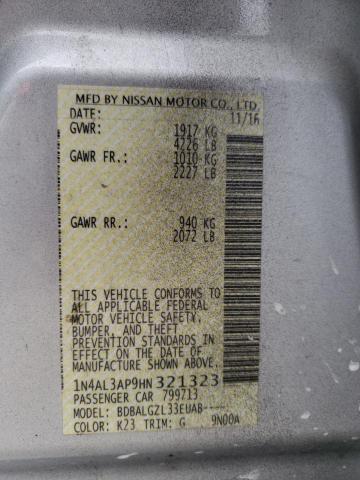 MFD BY NISSAN MOTOR CO., LTD.
DATE: 11/16
GVWR: 1917 KG
4226 LB
GAWR FR.: 1010 KG
2227 LB
GAWR RR.: 940 KG
2072 LB
THIS VEHICLE CONFORMS TO
ALL APPLICABLE FEDERAL
MOTOR VEHICLE SAFETY,
BUMPER, AND THEFT
PREVENTION STANDARDS
IN EFFECT ON THE
DATE OF
MANUFACTURE SHOWN ABOVE.
1N4AL3AP9HN321323
PASSENGER CAR 799713
MODEL: BDBALGZL33EUAB-----
COLOR: K23 TRIM: G 9N00A